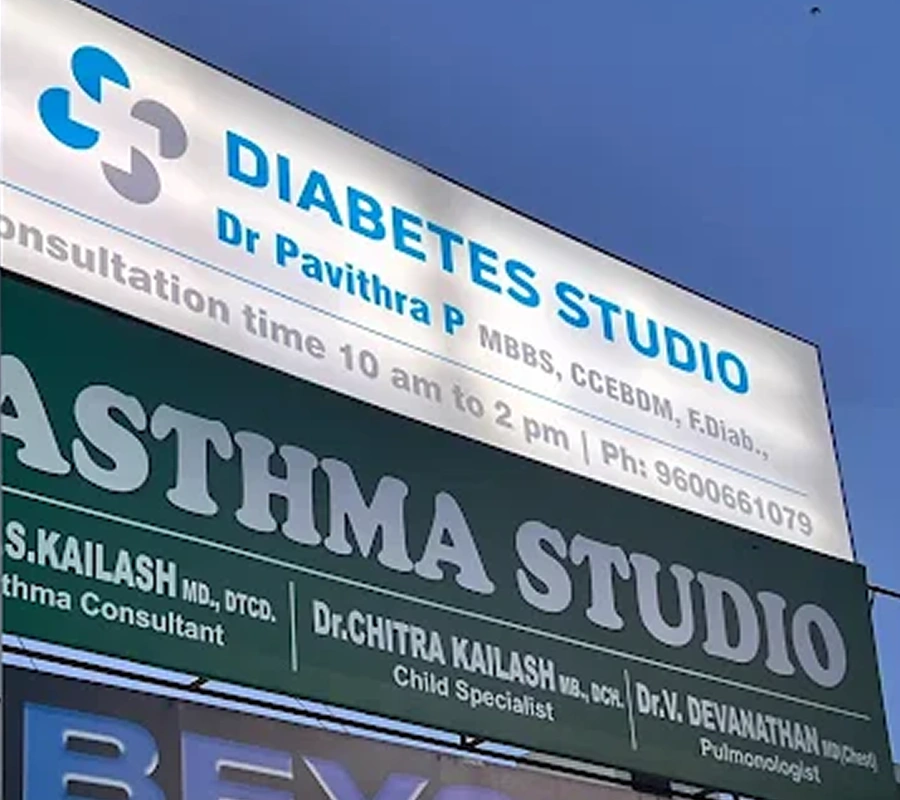 DIABETES STUDIO
Dr Pavithra P MBBS, CCEBDM, F.Diab.,
onsultation time 10 am to 2 pm | Ph: 9600661079
ASTHMA STUDIO
S.KAILASH MD., DTCD.
thma Consultant
Dr.CHITRA KAILASH MB., DCH.
Child Specialist
Dr.V. DEVANATHAN MD(Chest)
Pulmonologist